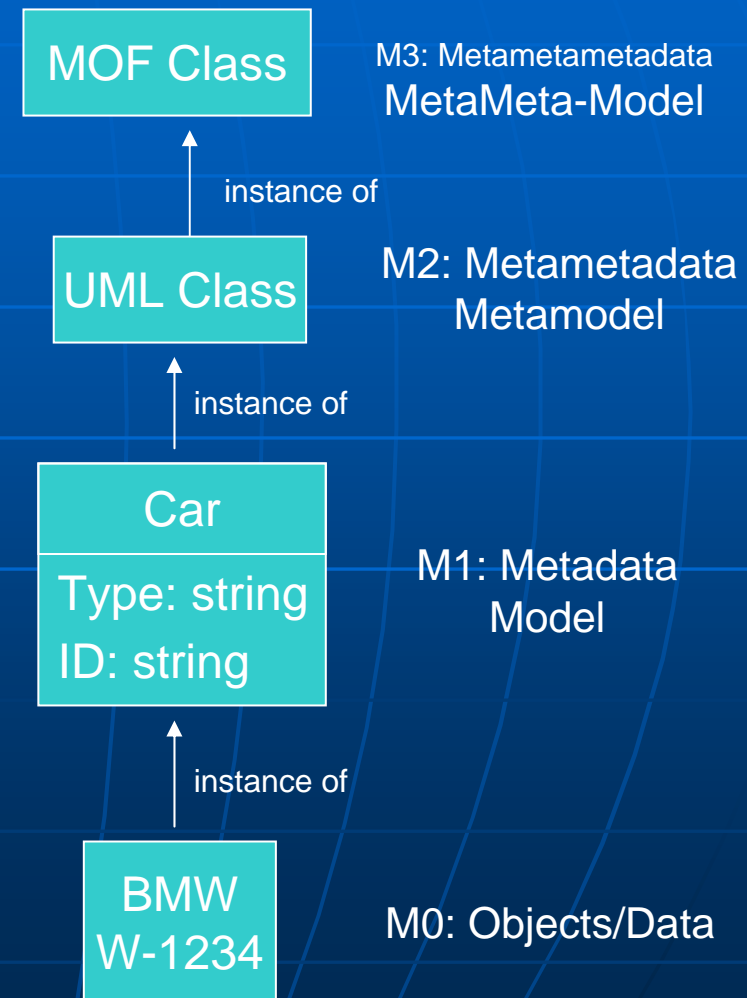 MOF Class
M3: Metametametadata
MetaMeta-Model
instance of
UML Class
M2: Metametadata
Metamodel
instance of
Car
Type: string
ID: string
M1: Metadata
Model
instance of
BMW
W-1234
M0: Objects/Data